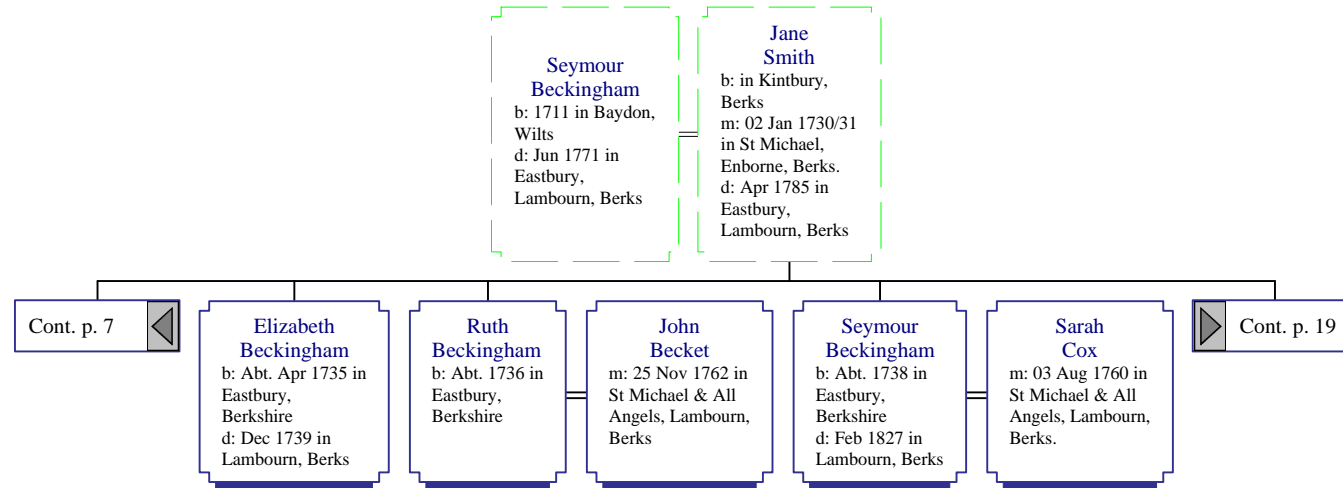 Seymour
Beckingham
b: 1711 in Baydon,
Wilts
d: Jun 1771 in
Eastbury,
Lambourn, Berks
Jane
Smith
b: in Kintbury,
Berks
m: 02 Jan 1730/31
in St Michael,
Enborne, Berks.
d: Apr 1785 in
Eastbury,
Lambourn, Berks
Cont. p. 7
Elizabeth
Beckingham
b: Abt. Apr 1735 in
Eastbury,
Berkshire
d: Dec 1739 in
Lambourn, Berks
Ruth
Beckingham
b: Abt. 1736 in
Eastbury,
Berkshire
John
Becket
m: 25 Nov 1762 in
St Michael & All
Angels, Lambourn,
Berks
Seymour
Beckingham
b: Abt. 1738 in
Eastbury,
Berkshire
d: Feb 1827 in
Lambourn, Berks
Sarah
Cox
m: 03 Aug 1760 in
St Michael & All
Angels, Lambourn,
Berks.
Cont. p. 19